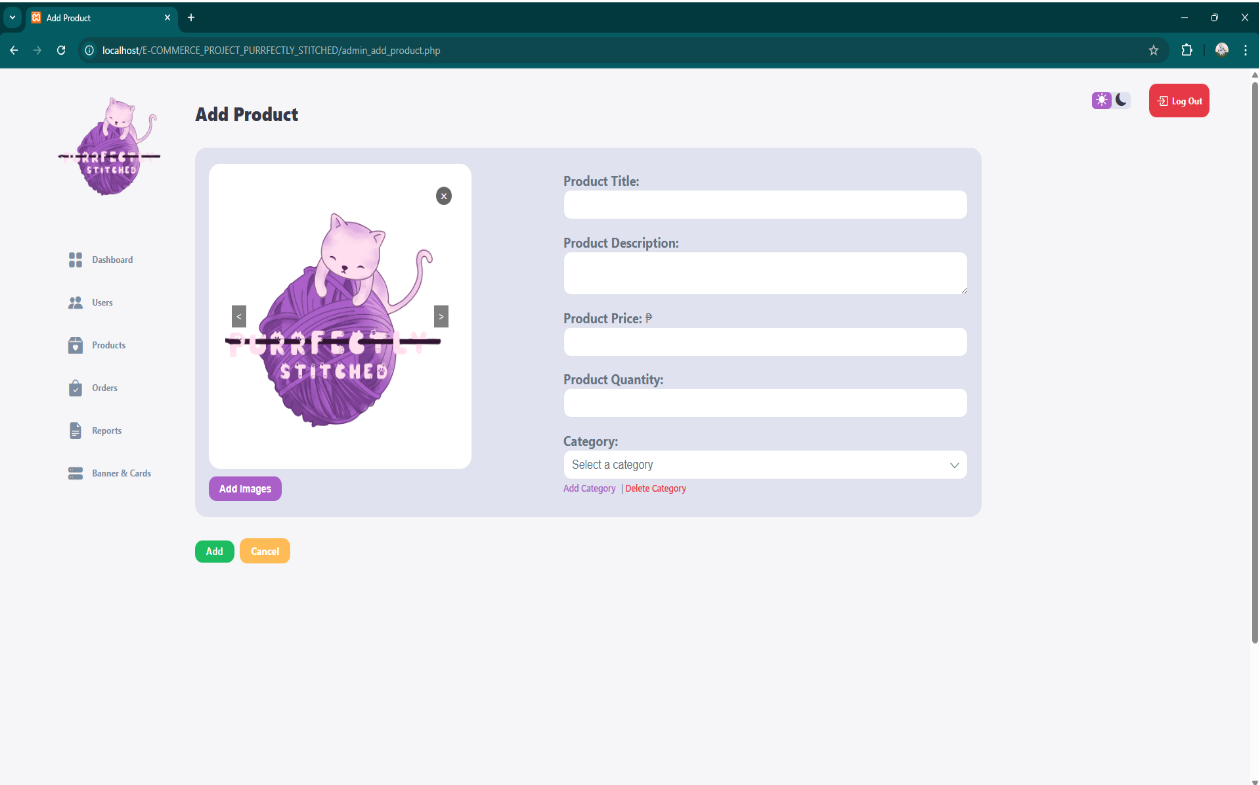 Add Product
localhost/E-COMMERCE_PROJECT_PURRFECTLY_STITCHED/admin_add_product.php
PURRFECTLY
STITCHED
Add Product
Log Out
Dashboard
Users
Products
Orders
Reports
Banner & Cards
x
<
>
PURRFECTLY
STITCHED
Add Images
Product Title:
Product Description:
Product Price: ₱
Product Quantity:
Category:
Select a category
Add Category | Delete Category
Add
Cancel